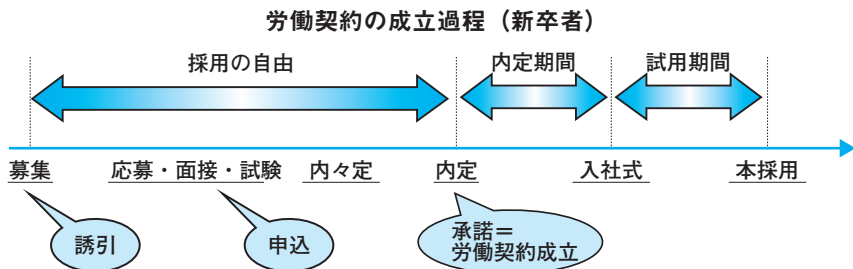 労働契約の成立過程（新卒者）
採用の自由
内定期間
試用期間
募集
応募・面接・試験
内々定
内定
入社式
本採用
誘引
申込
承諾＝
労働契約成立